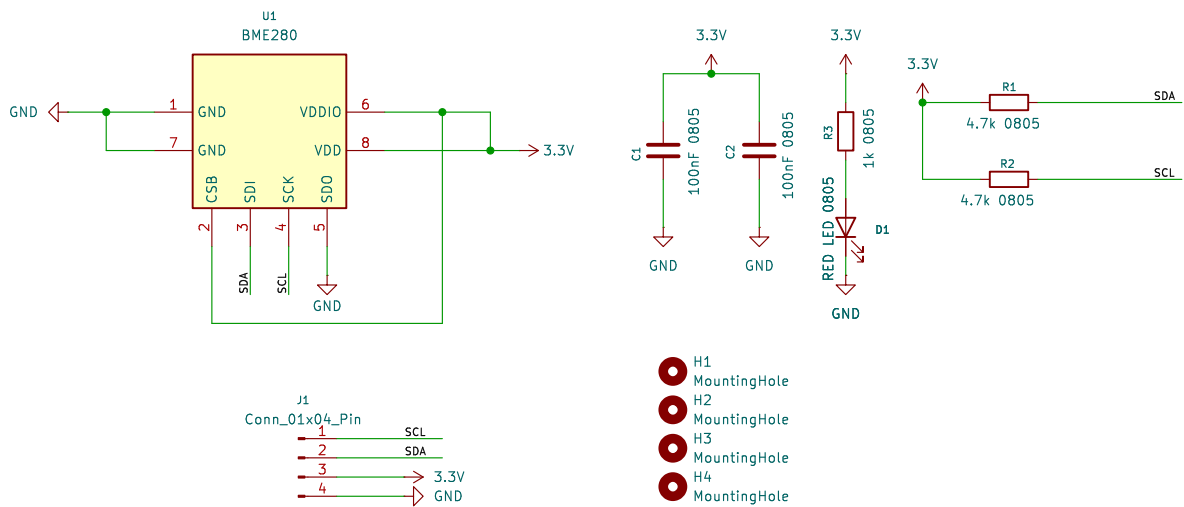 U1
BME280
GND
1
GND
7
GND
VDDIO
6
VDD
8
3.3V
CSB
SDI
SCK
SDO
2
3
4
5
SDA
SCL
GND
3.3V
C1
100nF 0805
C2
100nF 0805
GND
GND
3.3V
R3
1k 0805
RED LED 0805
D1
GND
3.3V
R1
4.7k 0805
SDA
R2
4.7k 0805
SCL
H1
MountingHole
H2
MountingHole
H3
MountingHole
H4
MountingHole
J1
Conn_01x04_Pin
1
SCL
2
SDA
3
3.3V
4
GND